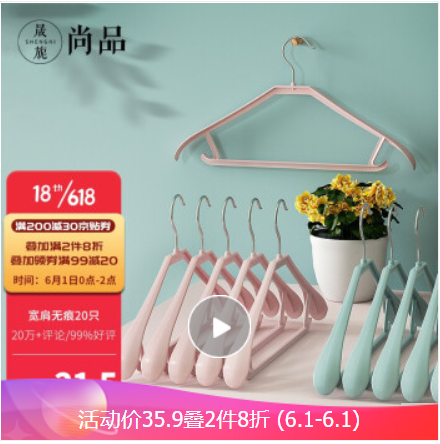 晟旎
SHENGNI
尚品
18th/618
满200减30京贴券
叠加满2件8折
叠加领券满99减20
时间：6月1日0点-2点
宽肩无痕20只
20万+评论/99%好评
活动价35.9叠2件8折 (6.1-6.1)